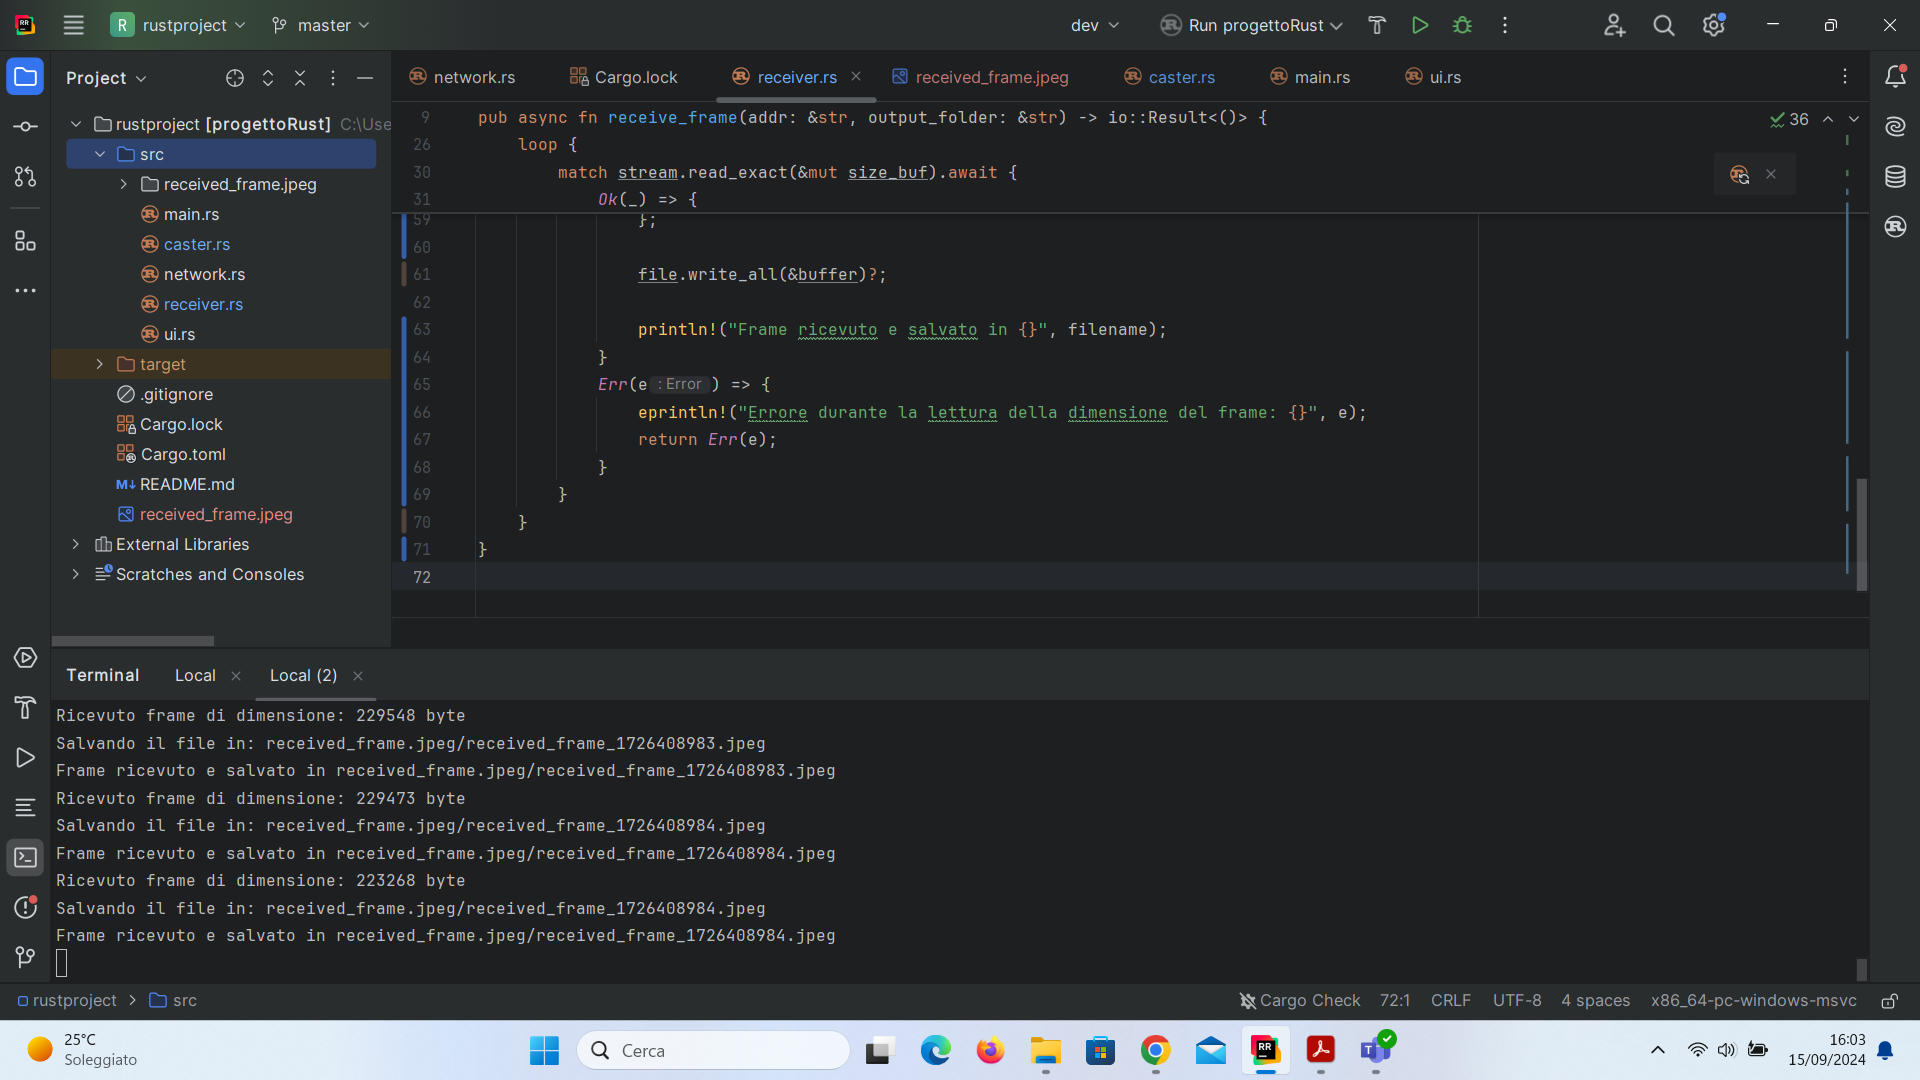 R rustproject master dev Run progettoRust
Project
rustproject [progettoRust] C:\Use
src
received_frame.jpeg
main.rs
caster.rs
network.rs
receiver.rs
ui.rs
target
.gitignore
Cargo.lock
Cargo.toml
README.md
received_frame.jpeg
External Libraries
Scratches and Consoles
network.rs Cargo.lock receiver.rs received_frame.jpeg caster.rs main.rs ui.rs
9 pub async fn receive_frame(addr: &str, output_folder: &str) -> io::Result<()> {
36
26 loop {
30 match stream.read_exact(&mut size_buf).await {
31 Ok(_) => {
59 };
60
61 file.write_all(&buffer)?;
62
63 println!("Frame ricevuto e salvato in {}", filename);
64 }
65 Err(e : Error ) => {
66 eprintln!("Errore durante la lettura della dimensione del frame: {}", e);
67 return Err(e);
68 }
69 }
70 }
71 }
72
Terminal Local Local (2)
Ricevuto frame di dimensione: 229548 byte
Salvando il file in: received_frame.jpeg/received_frame_1726408983.jpeg
Frame ricevuto e salvato in received_frame.jpeg/received_frame_1726408983.jpeg
Ricevuto frame di dimensione: 229473 byte
Salvando il file in: received_frame.jpeg/received_frame_1726408984.jpeg
Frame ricevuto e salvato in received_frame.jpeg/received_frame_1726408984.jpeg
Ricevuto frame di dimensione: 223268 byte
Salvando il file in: received_frame.jpeg/received_frame_1726408984.jpeg
Frame ricevuto e salvato in received_frame.jpeg/received_frame_1726408984.jpeg
rustproject > src Cargo Check 72:1 CRLF UTF-8 4 spaces x86_64-pc-windows-msvc
25°C
Soleggiato
Cerca
16:03
15/09/2024